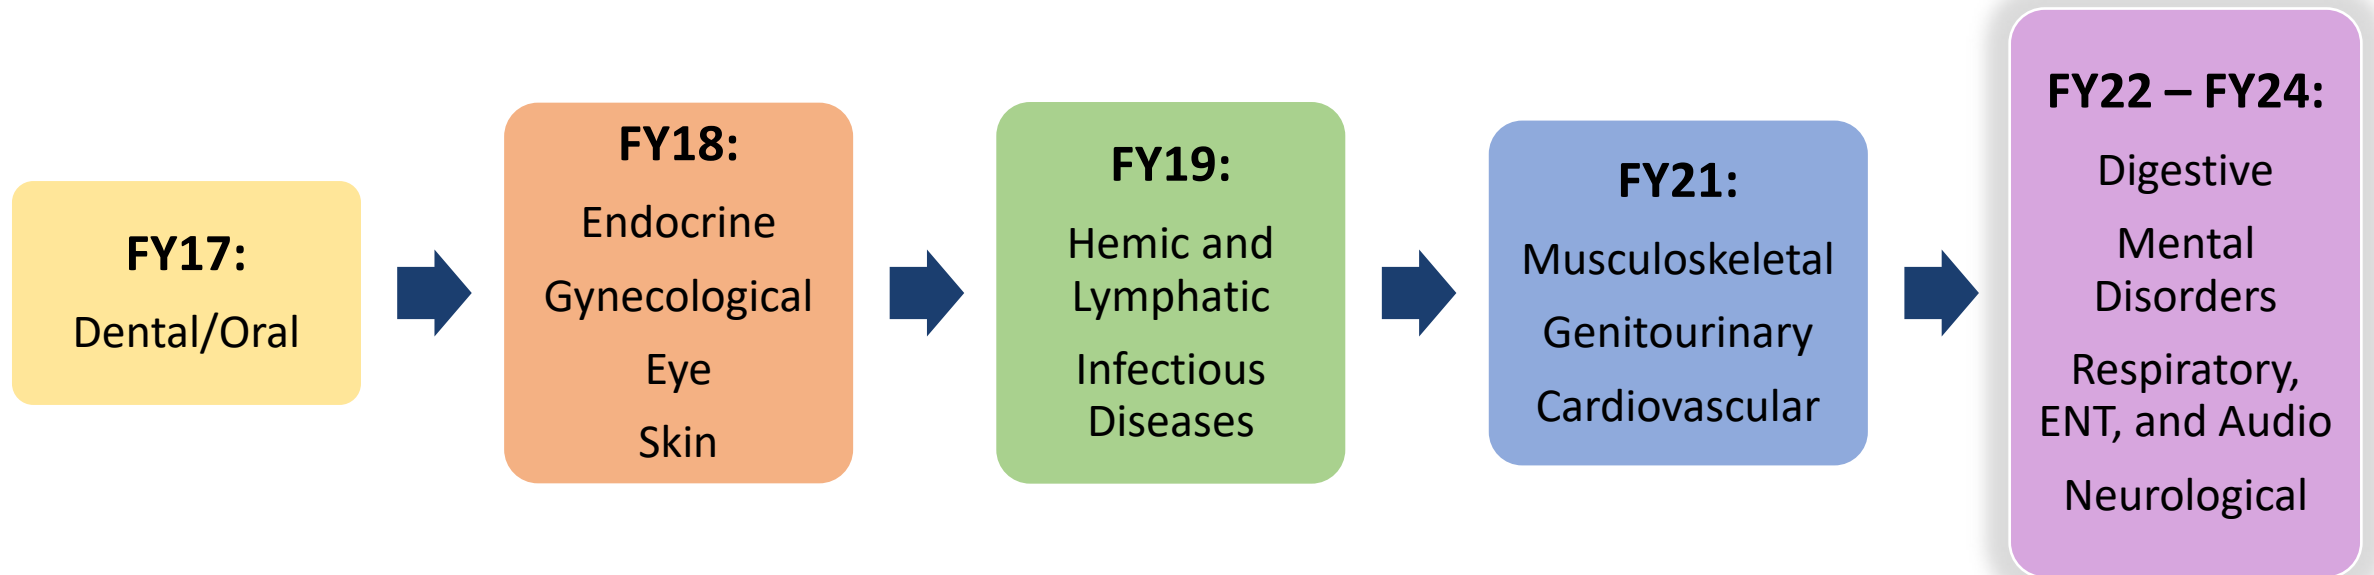 FY17:
Dental/Oral
FY18:
Endocrine
Gynecological
Eye
Skin
FY19:
Hemic and
Lymphatic
Infectious
Diseases
FY21:
Musculoskeletal
Genitourinary
Cardiovascular
FY22 – FY24:
Digestive
Mental
Disorders
Respiratory,
ENT, and Audio
Neurological